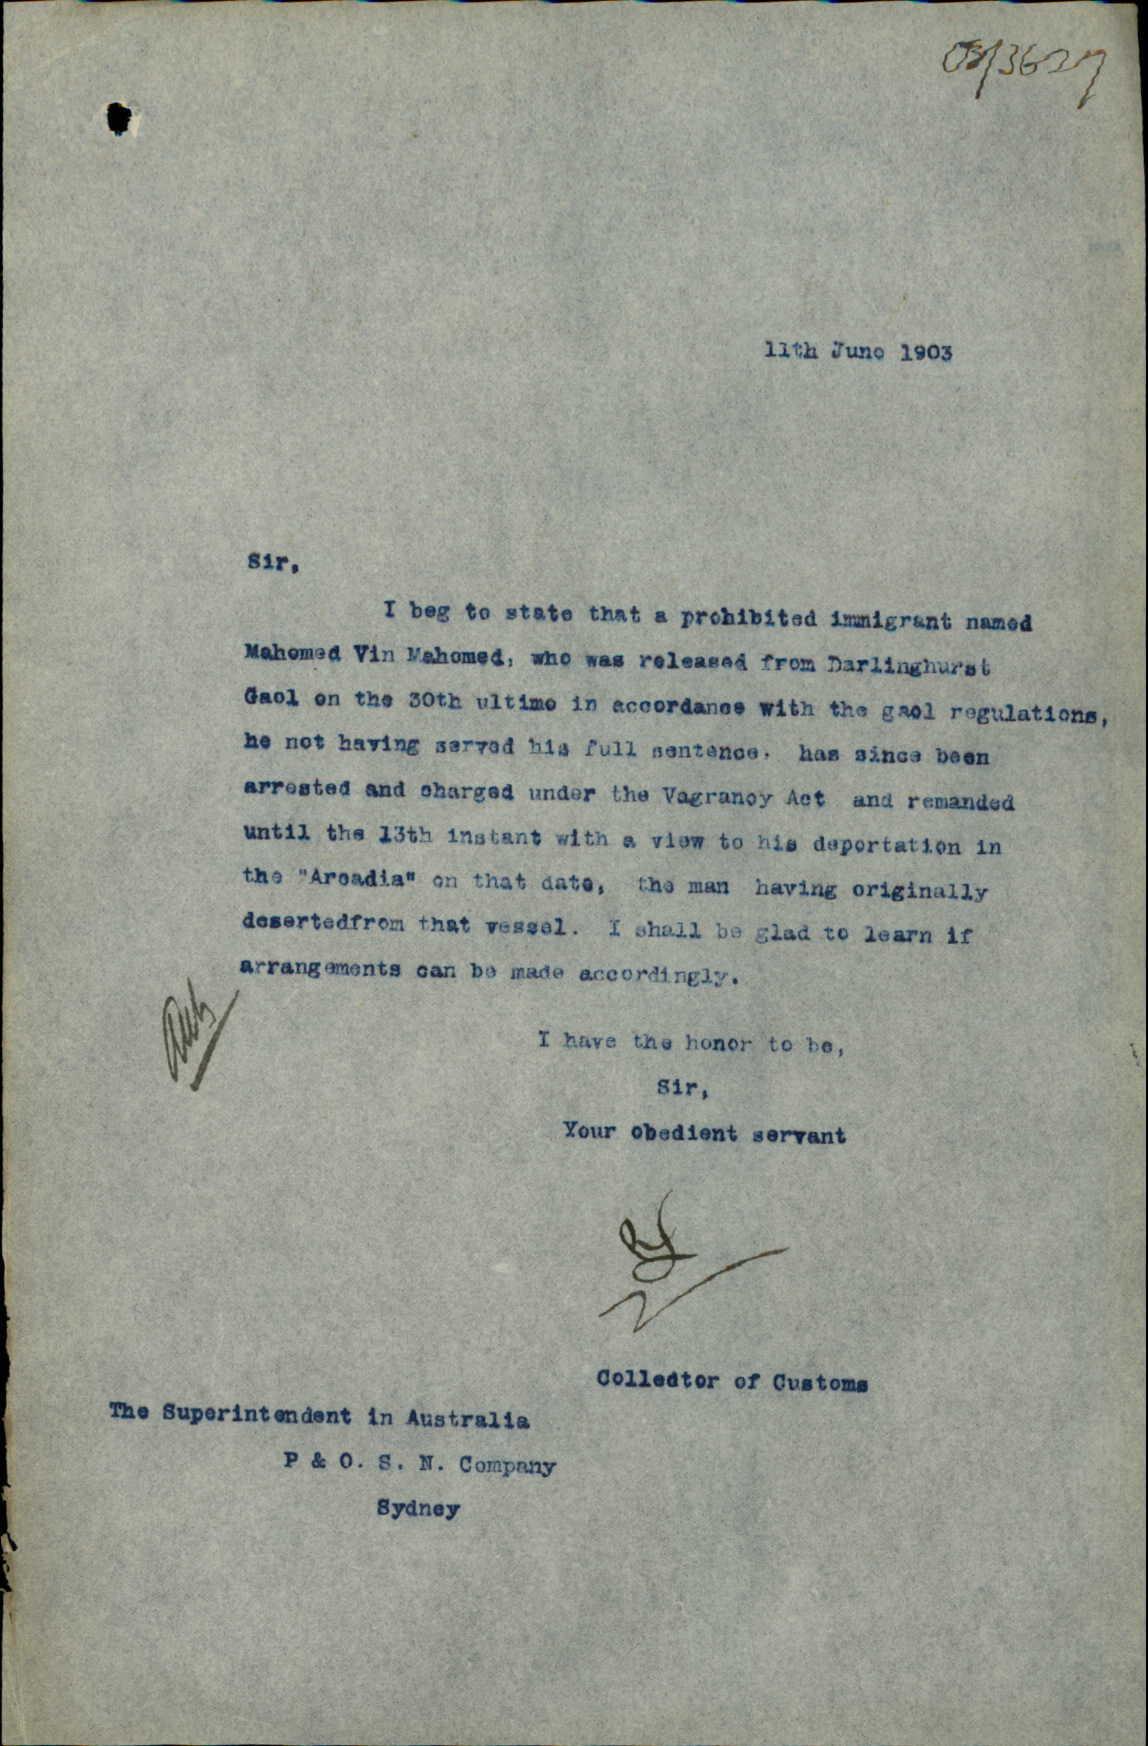 03/3627
11th June 1903
Sir,
I beg to state that a prohibited immigrant named
Mahomed Vin Mahomed, who was released from Darlinghurst
Gaol on the 30th ultimo in accordance with the gaol regulations,
he not having served his full sentence, has since been
arrested and charged under the Vagrancy Act and remanded
until the 13th instant with a view to his deportation in
the "Arcadia" on that date, the man having originally
desertedfrom that vessel. I shall be glad to learn if
arrangements can be made accordingly.
I have the honor to be,
Sir,
Your obedient servant
Colledtor of Customs
The Superintendent in Australia
P & O. S. N. Company
Sydney